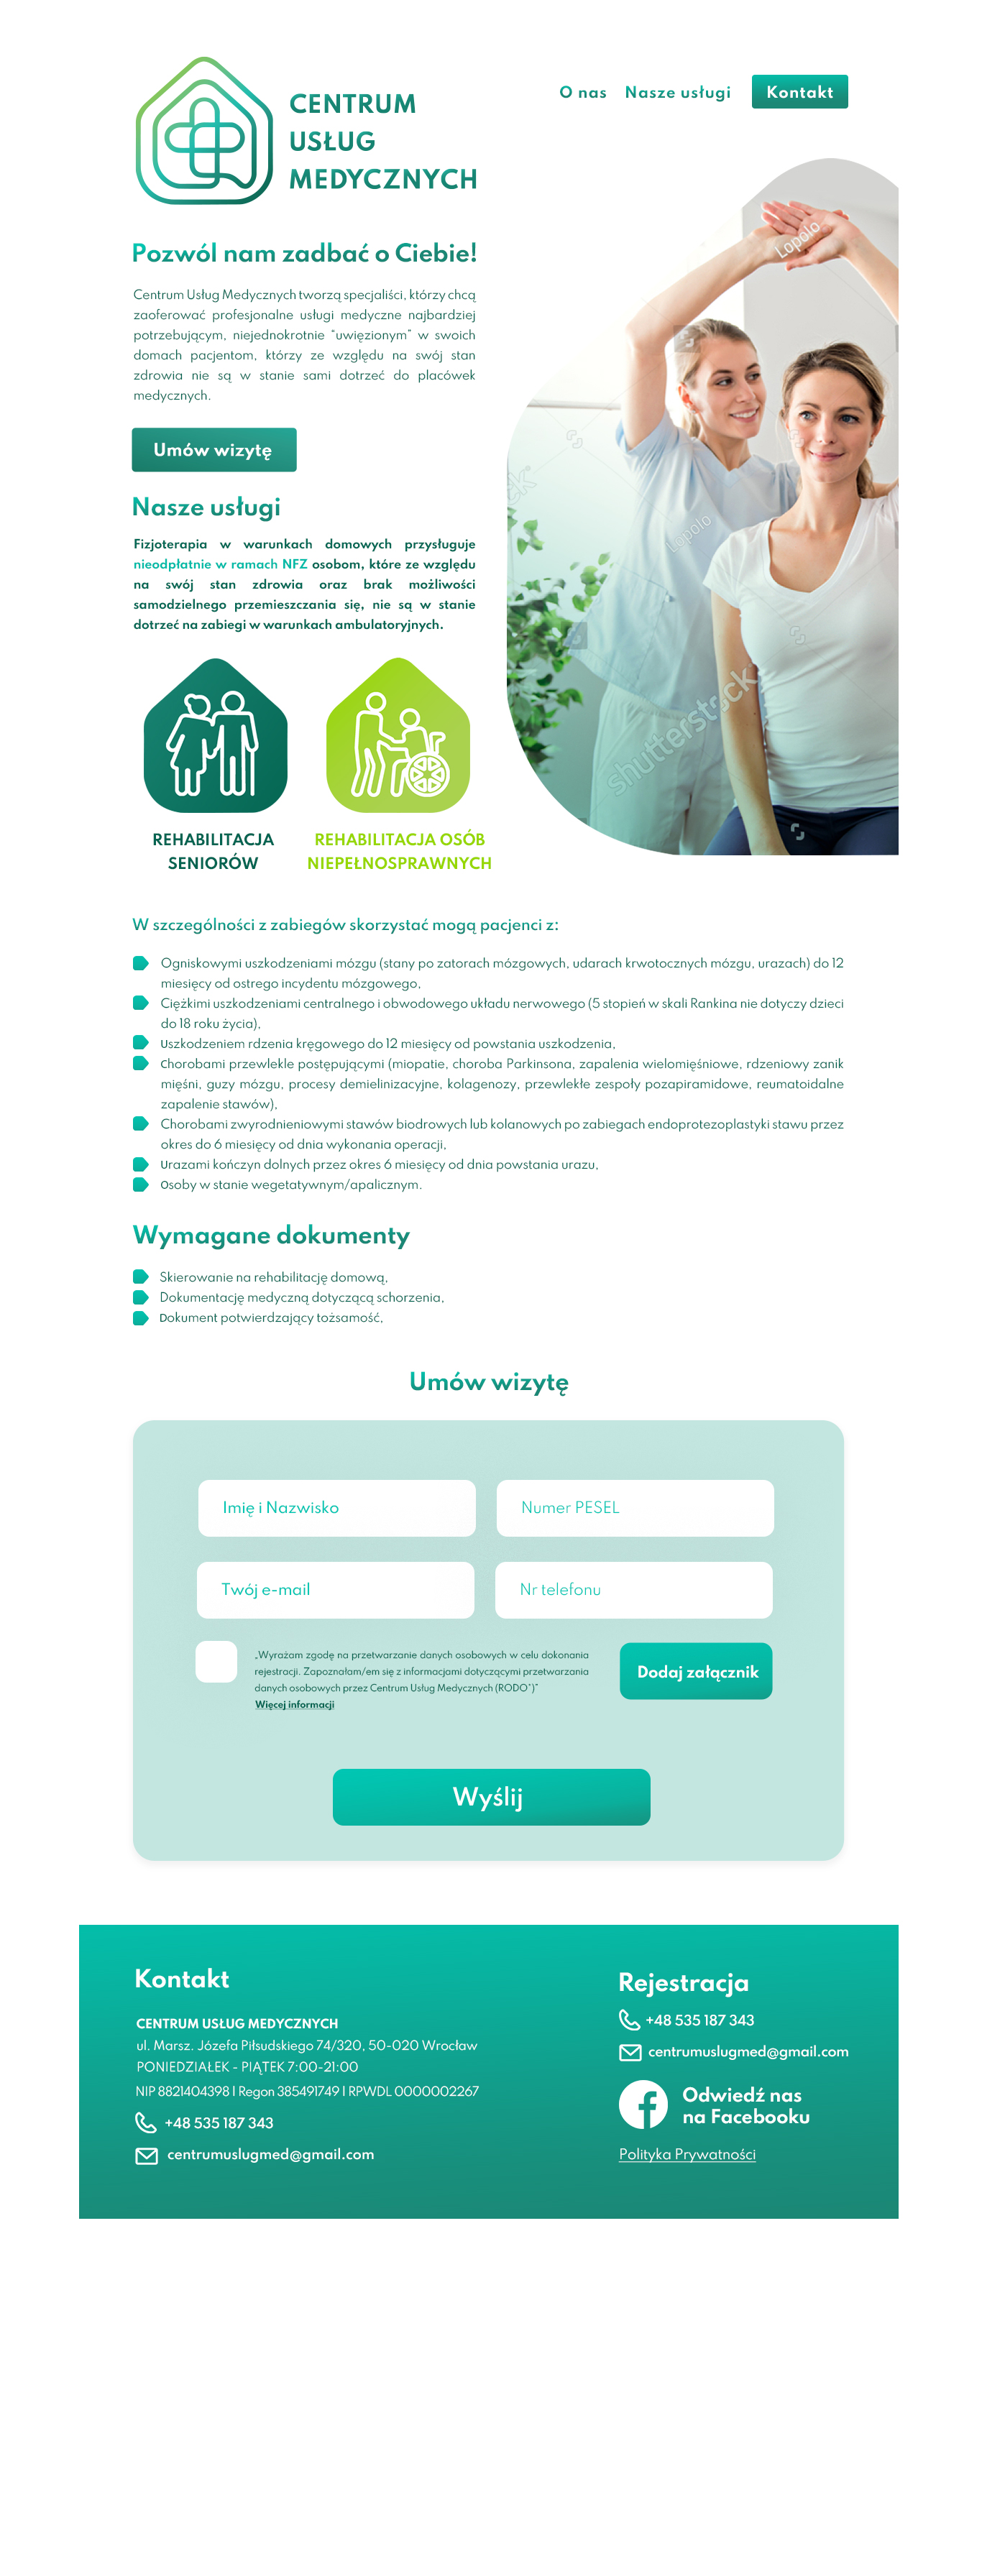 CENTRUM
USŁUG
MEDYCZNYCH
O nas Nasze usługi Kontakt
Pozwól nam zadbać o Ciebie!
Centrum Usług Medycznych tworzą specjaliści, którzy chcą
zaoferować profesjonalne usługi medyczne najbardziej
potrzebującym, niejednokrotnie "uwięzionym" w swoich
domach pacjentom, którzy ze względu na swój stan
zdrowia nie są w stanie sami dotrzeć do placówek
medycznych.
Umów wizytę
Lopolo
Lopolo
shutterstock
Nasze usługi
Fizjoterapia w warunkach domowych przysługuje
nieodpłatnie w ramach NFZ osobom, które ze względu
na swój stan zdrowia oraz brak możliwości
samodzielnego przemieszczania się, nie są w stanie
dotrzeć na zabiegi w warunkach ambulatoryjnych.
REHABILITACJA
SENIORÓW
REHABILITACJA OSÓB
NIEPEŁNOSPRAWNYCH
W szczególności z zabiegów skorzystać mogą pacjenci z:
Ogniskowymi uszkodzeniami mózgu (stany po zatorach mózgowych, udarach krwotocznych mózgu, urazach) do 12
miesięcy od ostrego incydentu mózgowego,
Ciężkimi uszkodzeniami centralnego i obwodowego układu nerwowego (5 stopień w skali Rankina nie dotyczy dzieci
do 18 roku życia),
Uszkodzeniem rdzenia kręgowego do 12 miesięcy od powstania uszkodzenia,
Chorobami przewlekle postępującymi (miopatie, choroba Parkinsona, zapalenia wielomięśniowe, rdzeniowy zanik
mięśni, guzy mózgu, procesy demielinizacyjne, kolagenozy, przewlekłe zespoły pozapiramidowe, reumatoidalne
zapalenie stawów),
Chorobami zwyrodnieniowymi stawów biodrowych lub kolanowych po zabiegach endoprotezoplastyki stawu przez
okres do 6 miesięcy od dnia wykonania operacji,
Urazami kończyn dolnych przez okres 6 miesięcy od dnia powstania urazu,
Osoby w stanie wegetatywnym/apalicznym.
Wymagane dokumenty
Skierowanie na rehabilitację domową,
Dokumentację medyczną dotyczącą schorzenia,
Dokument potwierdzający tożsamość,
Umów wizytę
Imię i Nazwisko
Numer PESEL
Twój e-mail
Nr telefonu
„Wyrażam zgodę na przetwarzanie danych osobowych w celu dokonania
rejestracji. Zapoznałam/em się z informacjami dotyczącymi przetwarzania
danych osobowych przez Centrum Usług Medycznych (RODO*)"
Więcej informacji
Dodaj załącznik
Wyślij
Kontakt
CENTRUM USŁUG MEDYCZNYCH
ul. Marsz. Józefa Piłsudskiego 74/320, 50-020 Wrocław
PONIEDZIAŁEK - PIĄTEK 7:00-21:00
NIP 8821404398 I Regon 385491749 I RPWDL 0000002267
+48 535 187 343
centrumuslugmed@gmail.com
Rejestracja
+48 535 187 343
centrumuslugmed@gmail.com
Odwiedź nas
na Facebooku
Polityka Prywatności